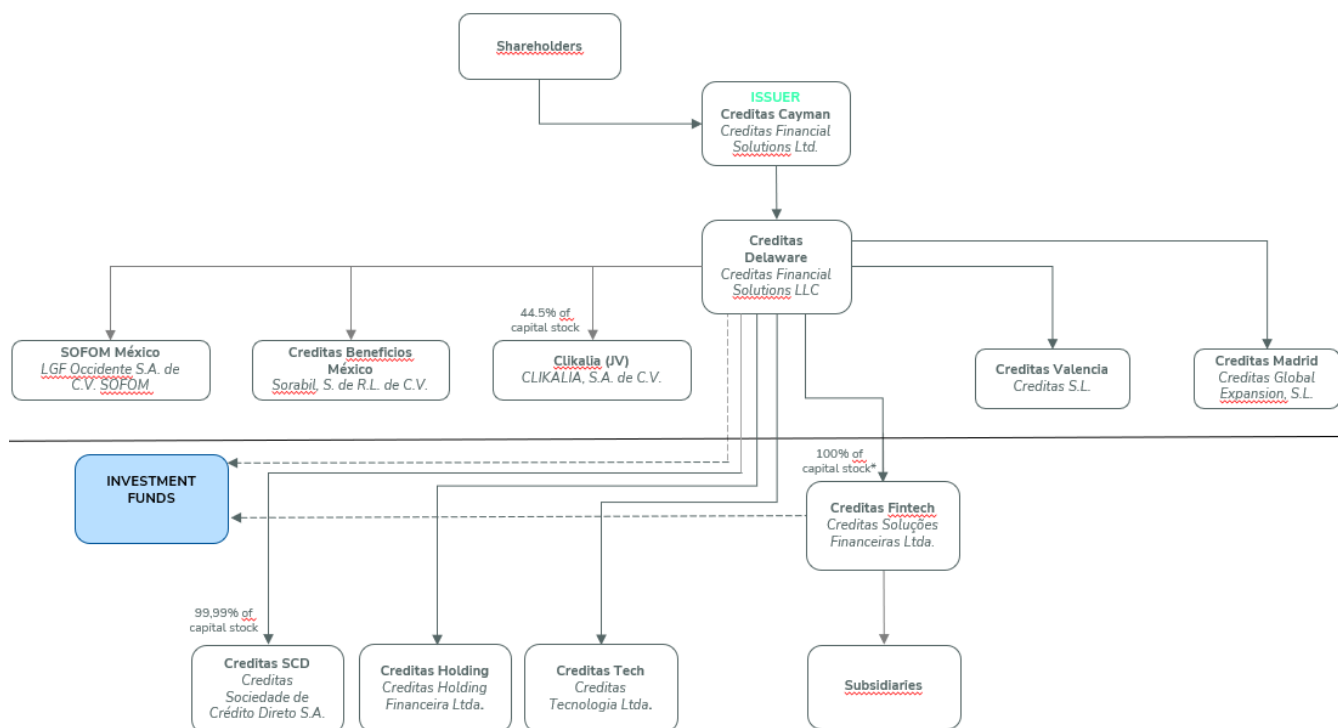 Shareholders
ISSUER
Creditas Cayman
Creditas Financial
Solutions Ltd.
Creditas
Delaware
Creditas Financial
Solutions LLC
44.5% of
capital stock
SOFOM México
LGF Occidente S.A. de
C.V. SOFOM
Creditas Beneficios
México
Sorabil, S. de R.L. de C.V.
Clikalia (JV)
CLIKALIA, S.A. de C.V.
Creditas Valencia
Creditas S.L.
Creditas Madrid
Creditas Global
Expansion, S.L.
INVESTMENT
FUNDS
100% of
capital stock*
Creditas Fintech
Creditas Soluções
Financeiras Ltda.
99,99% of
capital stock
Creditas SCD
Creditas
Sociedade de
Crédito Direto S.A.
Creditas Holding
Creditas Holding
Financeira Ltda.
Creditas Tech
Creditas
Tecnologia Ltda.
Subsidiaries